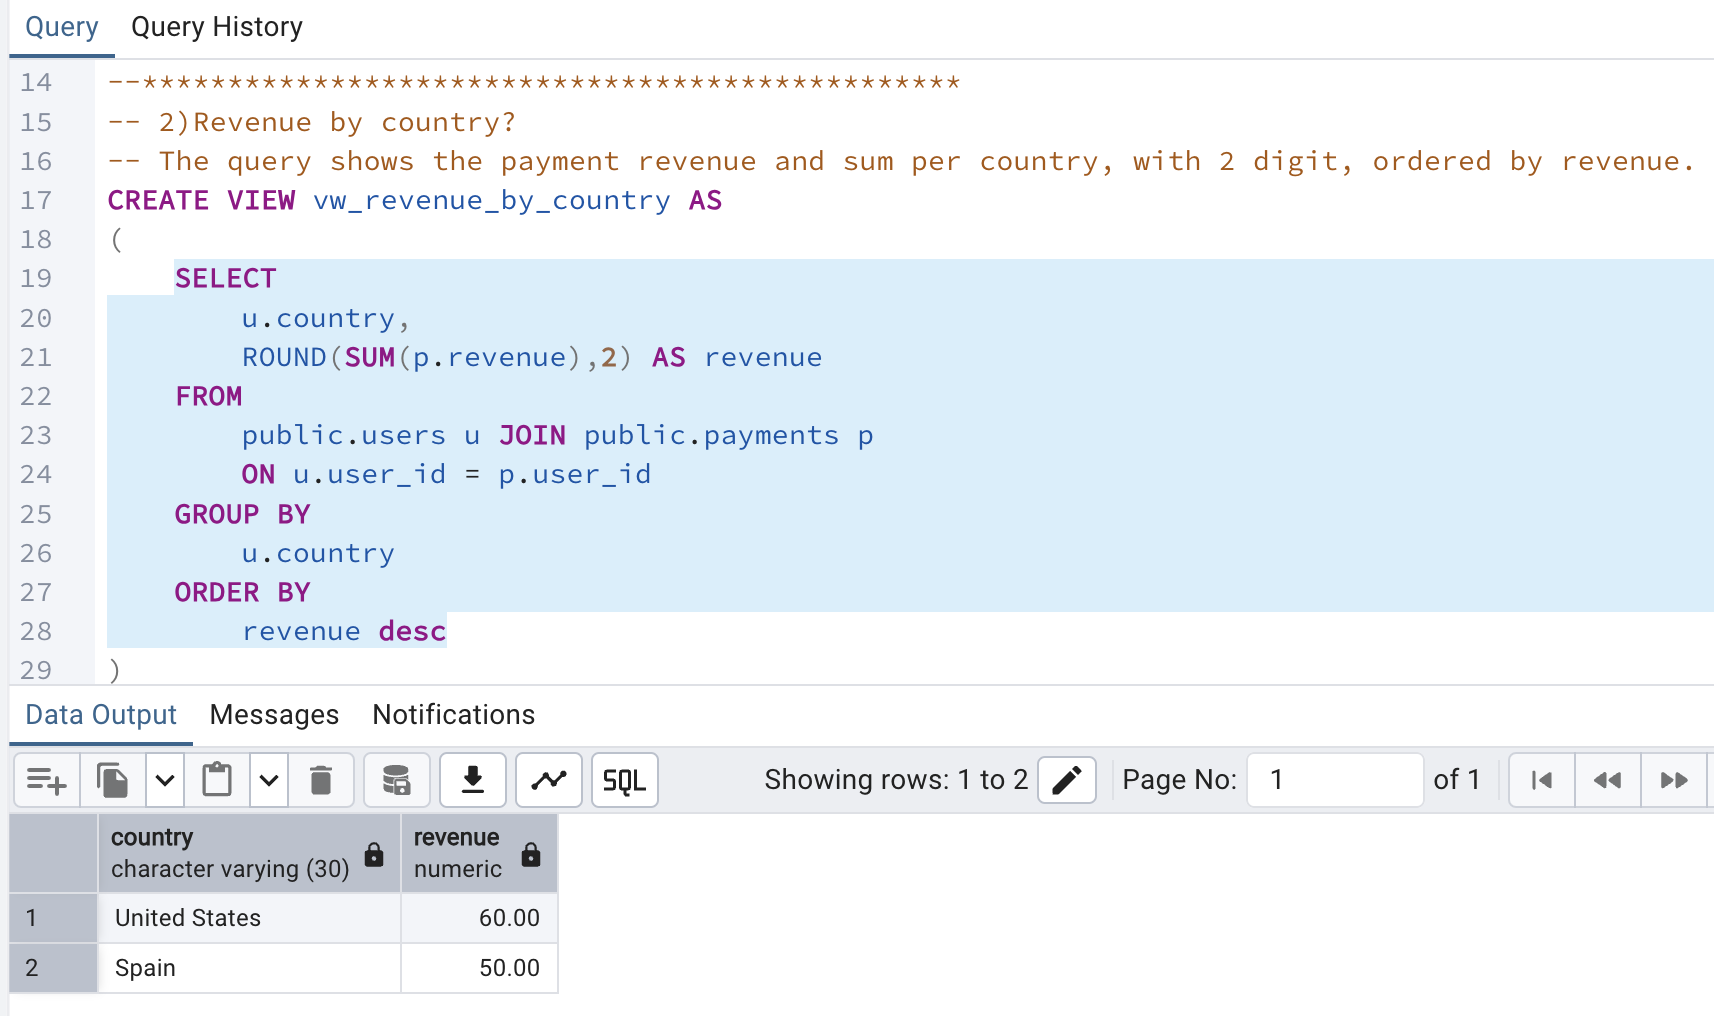 Query Query History
14 --************************************************
15 -- 2)Revenue by country?
16 -- The query shows the payment revenue and sum per country, with 2 digit, ordered by revenue.
17 CREATE VIEW vw_revenue_by_country AS
18 (
19 SELECT
20 u.country,
21 ROUND(SUM(p.revenue),2) AS revenue
22 FROM
23 public.users u JOIN public.payments p
24 ON u.user_id = p.user_id
25 GROUP BY
26 u.country
27 ORDER BY
28 revenue desc
29 )
Data Output Messages Notifications
SQL Showing rows: 1 to 2 Page No: 1 of 1
country revenue
character varying (30) numeric
1 United States 60.00
2 Spain 50.00